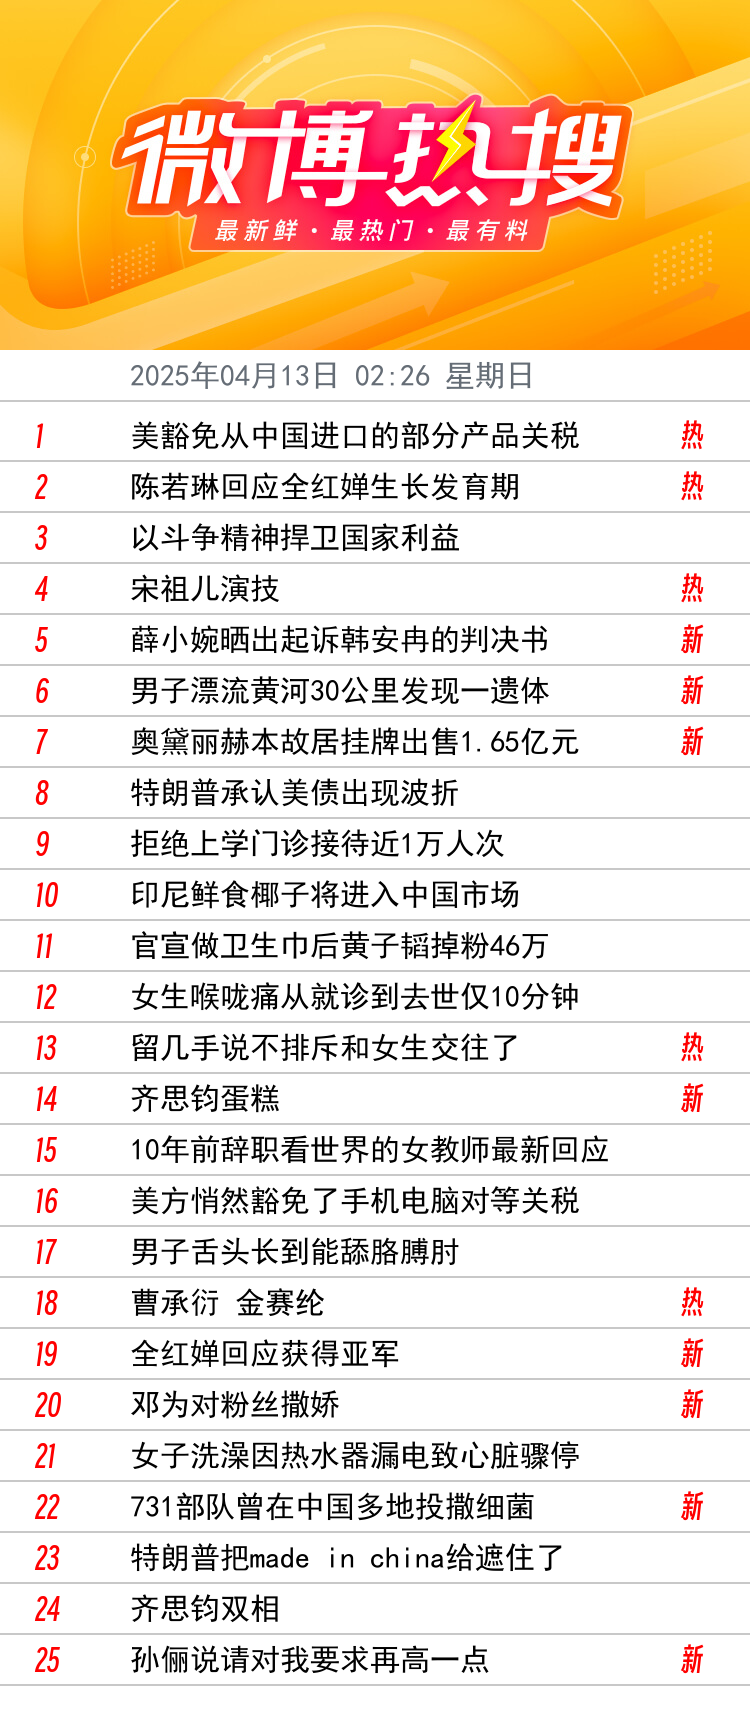 微博热搜
最新鲜·最热门·最有料
2025年04月13日 02:26 星期日
1 美豁免从中国进口的部分产品关税 热
2 陈若琳回应全红婵生长发育期 热
3 以斗争精神捍卫国家利益
4 宋祖儿演技 热
5 薛小婉晒出起诉韩安冉的判决书 新
6 男子漂流黄河30公里发现一遗体 新
7 奥黛丽赫本故居挂牌出售1.65亿元 新
8 特朗普承认美债出现波折
9 拒绝上学门诊接待近1万人次
10 印尼鲜食椰子将进入中国市场
11 官宣做卫生巾后黄子韬掉粉46万
12 女生喉咙痛从就诊到去世仅10分钟
13 留几手说不排斥和女生交往了 热
14 齐思钧蛋糕 新
15 10年前辞职看世界的女教师最新回应
16 美方悄然豁免了手机电脑对等关税
17 男子舌头长到能舔胳膊肘
18 曹承衍 金赛纶 热
19 全红婵回应获得亚军 新
20 邓为对粉丝撒娇 新
21 女子洗澡因热水器漏电致心脏骤停
22 731部队曾在中国多地投撒细菌 新
23 特朗普把made in china给遮住了
24 齐思钧双相
25 孙俪说请对我要求再高一点 新